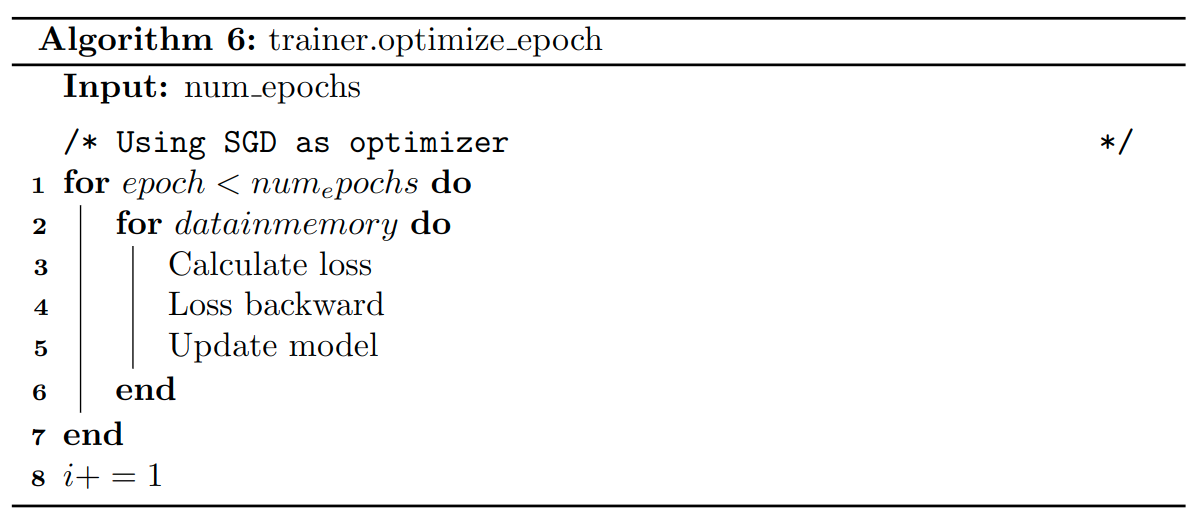 Algorithm 6: trainer.optimize_epoch
Input: num_epochs
/* Using SGD as optimizer */
1 for epoch < num_epochs do
2 for datainmemory do
3 Calculate loss
4 Loss backward
5 Update model
6 end
7 end
8 i+ = 1